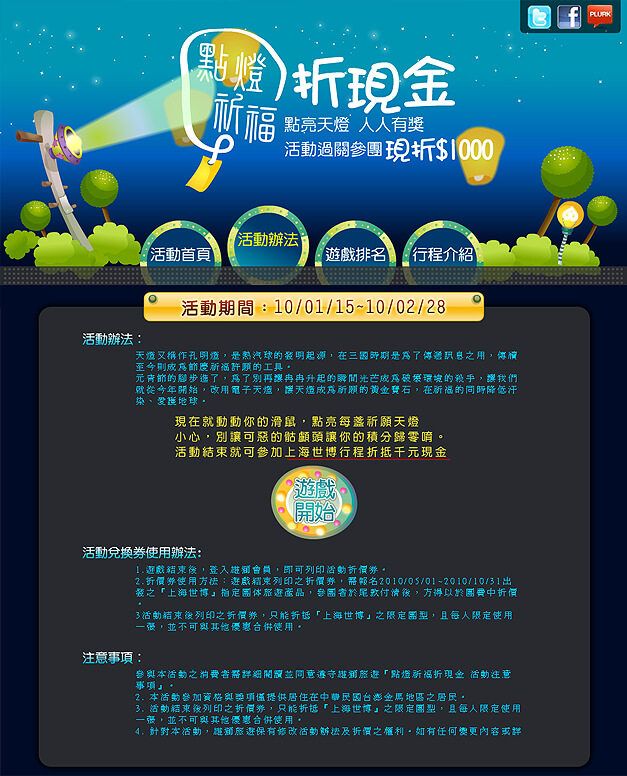 PLURK
點燈
祈福
折現金
點亮天燈 人人有獎
活動過關參團現折$1000
活動首頁
活動辦法
遊戲排名
行程介紹
活動期間：10/01/15~10/02/28
活動辦法：
天燈又稱作孔明燈，是熱汽球的發明起源，在三國時期是為了傳遞訊息之用，傳續
至今則成為節慶祈福許願的工具。
元宵節的腳步進了，為了別再讓冉冉升起的瞬間光芒成為破壞環境的殺手，讓我們
就從今年開始，改用電子天燈，讓天燈成為祈願的黃金寶石，在祈福的同時降低汙
染、愛護地球。
現在就動動你的滑鼠，點亮每盞祈願天燈
小心，別讓可惡的骷顱頭讓你的積分歸零唷。
活動結束就可參加上海世博行程折抵千元現金
遊戲
開始
活動兌換券使用辦法:
1.遊戲結束後，登入雄獅會員，即可列印活動折價券。
2.折價券使用方法：遊戲結束列印之折價券，需報名2010/05/01~2010/10/31出
發之『上海世博』指定團体旅遊產品，參團者於尾款付清後，方得以於團費中折價
。
3活動結束後列印之折價券，只能折抵『上海世博』之限定團型，且每人限定使用
一張，並不可與其他優惠合併使用。
注意事項：
參與本活動之消費者需詳細閱讀並同意遵守雄獅旅遊『點燈祈福折現金 活動注意
事項』。
2. 本活動參加資格與獎項僅提供居住在中華民國台澎金馬地區之居民。
3. 活動結束後列印之折價券，只能折抵『上海世博』之限定團型，且每人限定使用
一張，並不可與其他優惠合併使用。
4. 針對本活動，雄獅旅遊保有修改活動辦法及折價之權利。如有任何變更內容或詳